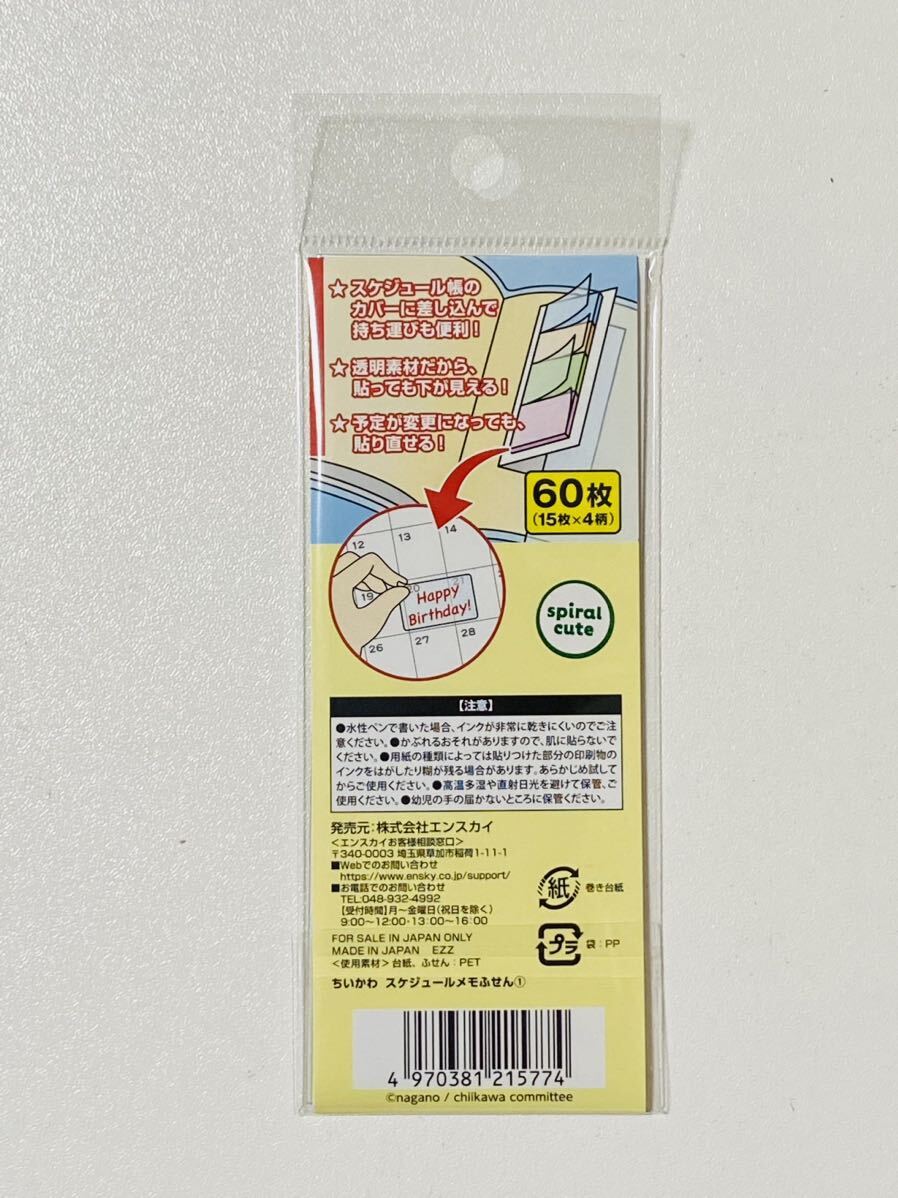 ★ スケジュール帳の
カバーに差し込んで
持ち運びも便利！
★ 透明素材だから、
貼っても下が見える！
★ 予定が変更になっても、
貼り直せる！
60枚
(15枚×4柄)
12 13 14
19 20 21
Happy
Birthday!
26 27 28
spiral
cute
【注意】
●水性ペンで書いた場合、インクが非常に乾きにくいのでご注
意ください。●かぶれるおそれがありますので、肌に貼らないで
ください。●用紙の種類によっては貼りつけた部分の印刷物の
インクをはがしたり糊が残る場合があります。あらかじめ試して
からご使用ください。●高温多湿や直射日光を避けて保管、ご
使用ください。●幼児の手の届かないところに保管ください。
発売元：株式会社エンスカイ
＜エンスカイお客様相談窓口＞
〒340-0003 埼玉県草加市稲荷1-11-1
■Webでのお問い合わせ
https://www.ensky.co.jp/support/
■お電話でのお問い合わせ
TEL:048-932-4992
【受付時間】月～金曜日(祝日を除く)
9:00～12:00・13:00～16:00
紙 巻き台紙
FOR SALE IN JAPAN ONLY
MADE IN JAPAN EZZ
＜使用素材＞台紙、ふせん：PET
プラ 袋：PP
ちいかわ スケジュールメモふせん①
4 970381 215774
©nagano / chiikawa committee